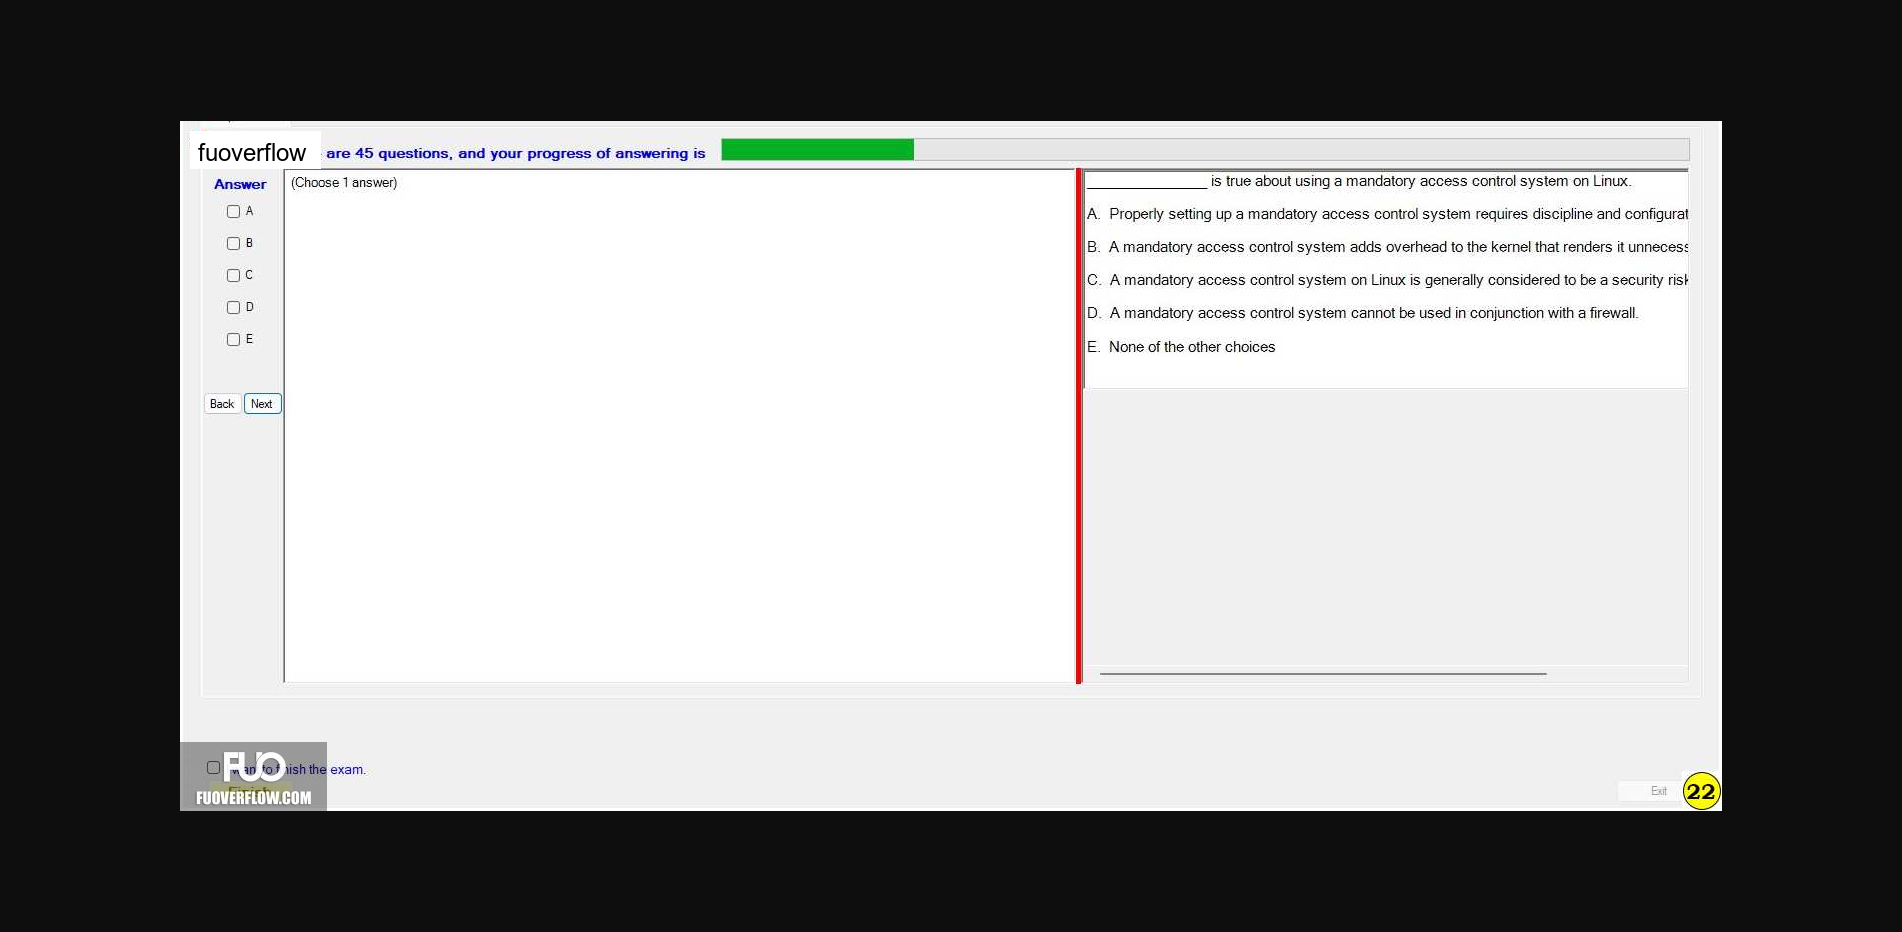 fuoverflow are 45 questions, and your progress of answering is
Answer
(Choose 1 answer)
A
B
C
D
E
Back Next
______________ is true about using a mandatory access control system on Linux.
A. Properly setting up a mandatory access control system requires discipline and configurat
B. A mandatory access control system adds overhead to the kernel that renders it unnecess
C. A mandatory access control system on Linux is generally considered to be a security risk
D. A mandatory access control system cannot be used in conjunction with a firewall.
E. None of the other choices
FUO
want to finish the exam.
Finish
FUOVERFLOW.COM
Exit
22